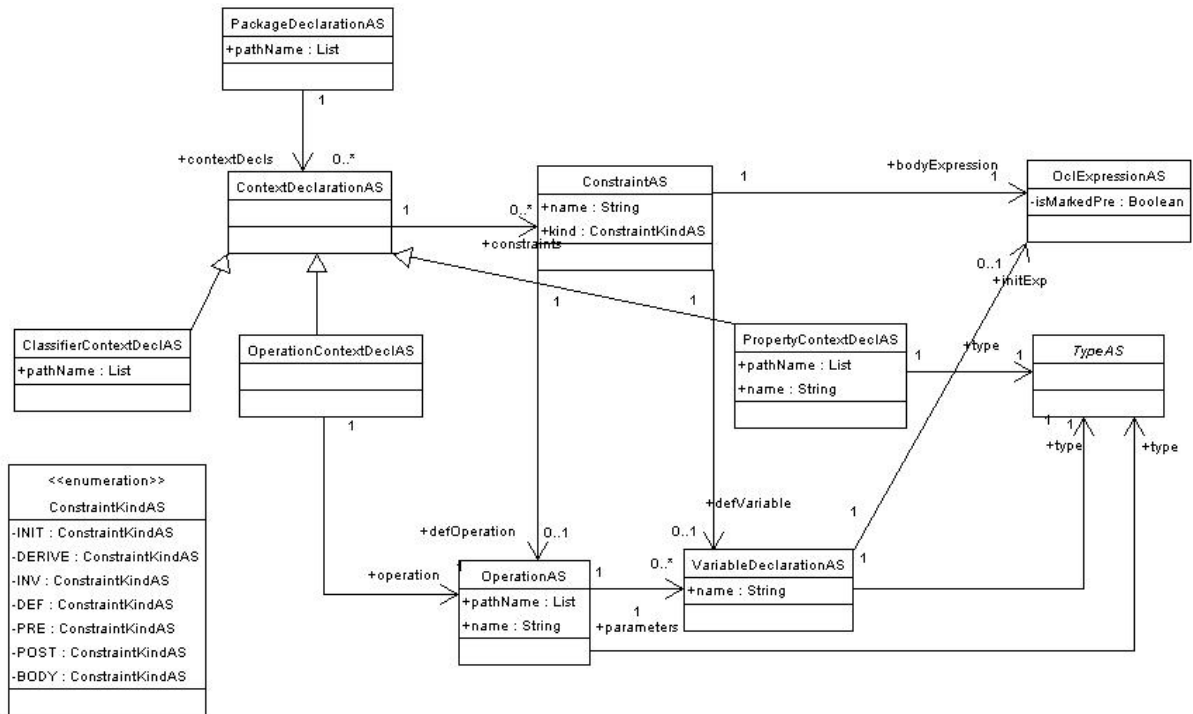 PackageDeclarationAS
+pathName : List
1
+contextDecls
0..*
ContextDeclarationAS
1
0..*
+constraints
ConstraintAS
+name : String
+kind : ConstraintKindAS
1
+bodyExpression
1
OclExpressionAS
-isMarkedPre : Boolean
0..1
+initExp
1
1
ClassifierContextDeclAS
+pathName : List
OperationContextDeclAS
1
PropertyContextDeclAS
+pathName : List
+name : String
1
+type
1
TypeAS
1
1
+type
+type
<<enumeration>>
ConstraintKindAS
-INIT : ConstraintKindAS
-DERIVE : ConstraintKindAS
-INV : ConstraintKindAS
-DEF : ConstraintKindAS
-PRE : ConstraintKindAS
-POST : ConstraintKindAS
-BODY : ConstraintKindAS
+defOperation
0..1
+operation
1
OperationAS
+pathName : List
+name : String
1
0..*
1
+parameters
+defVariable
0..1
VariableDeclarationAS
+name : String
1
1